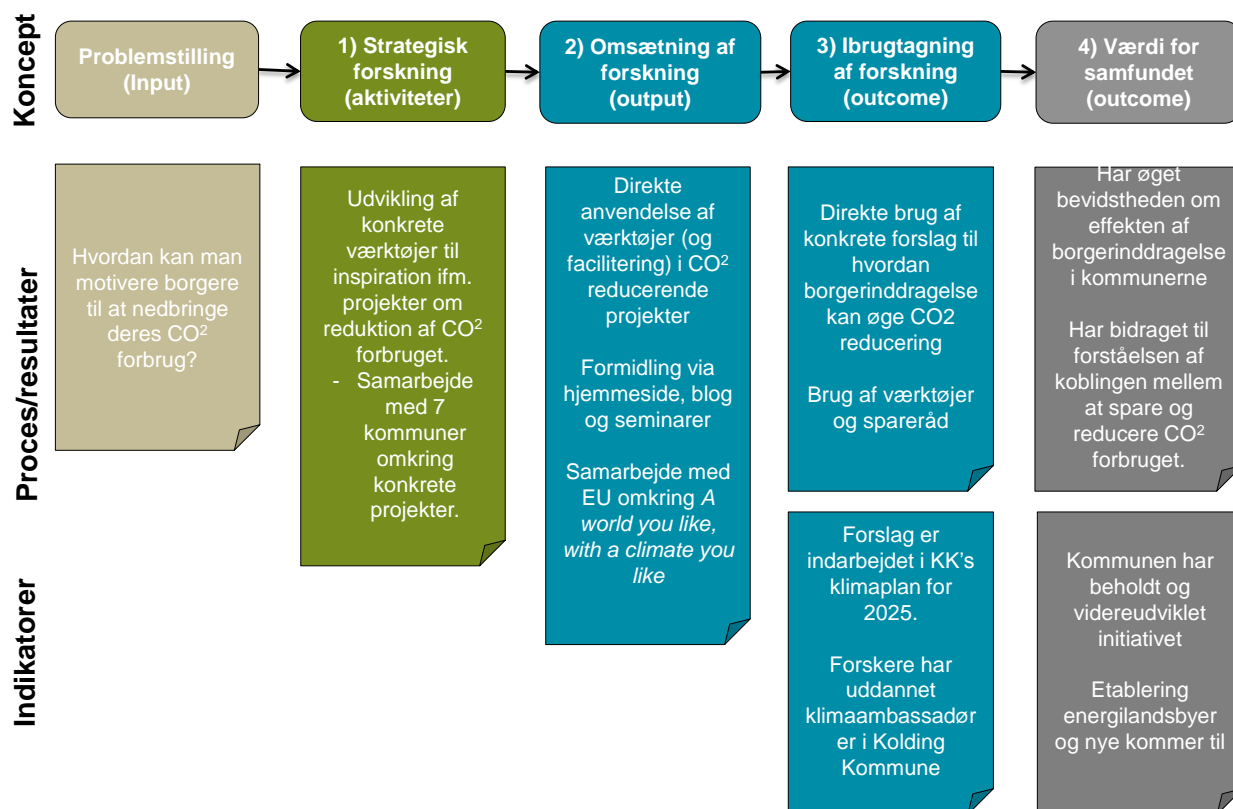 Koncept
Problemstilling
(Input)
1) Strategisk
forskning
(aktiviteter)
2) Omsætning af
forskning
(output)
3) Ibrugtagning
af forskning
(outcome)
4) Værdi for
samfundet
(outcome)
Proces/resultater
Hvordan kan man
motivere borgere
til at nedbringe
deres CO²
forbrug?
Udvikling af
konkrete
værktøjer til
inspiration ifm.
projekter om
reduktion af CO²
forbruget.
- Samarbejde
med 7
kommuner
omkring
konkrete
projekter.
Direkte
anvendelse af
værktøjer (og
facilitering) i CO²
reducerende
projekter
Formidling via
hjemmeside, blog
og seminarer
Samarbejde med
EU omkring A
world you like,
with a climate you
like
Direkte brug af
konkrete forslag til
hvordan
borgerinddragelse
kan øge CO2
reducering
Brug af værktøjer
og spareråd
Har øget
bevidstheden om
effekten af
borgerinddragelse
i kommunerne
Har bidraget til
forståelsen af
koblingen mellem
at spare og
reducere CO²
forbruget.
Indikatorer
Forslag er
indarbejdet i KK's
klimaplan for
2025.
Forskere har
uddannet
klimaambassadør
er i Kolding
Kommune
Kommunen har
beholdt og
videreudviklet
initiativet
Etablering
energilandsbyer
og nye kommer til